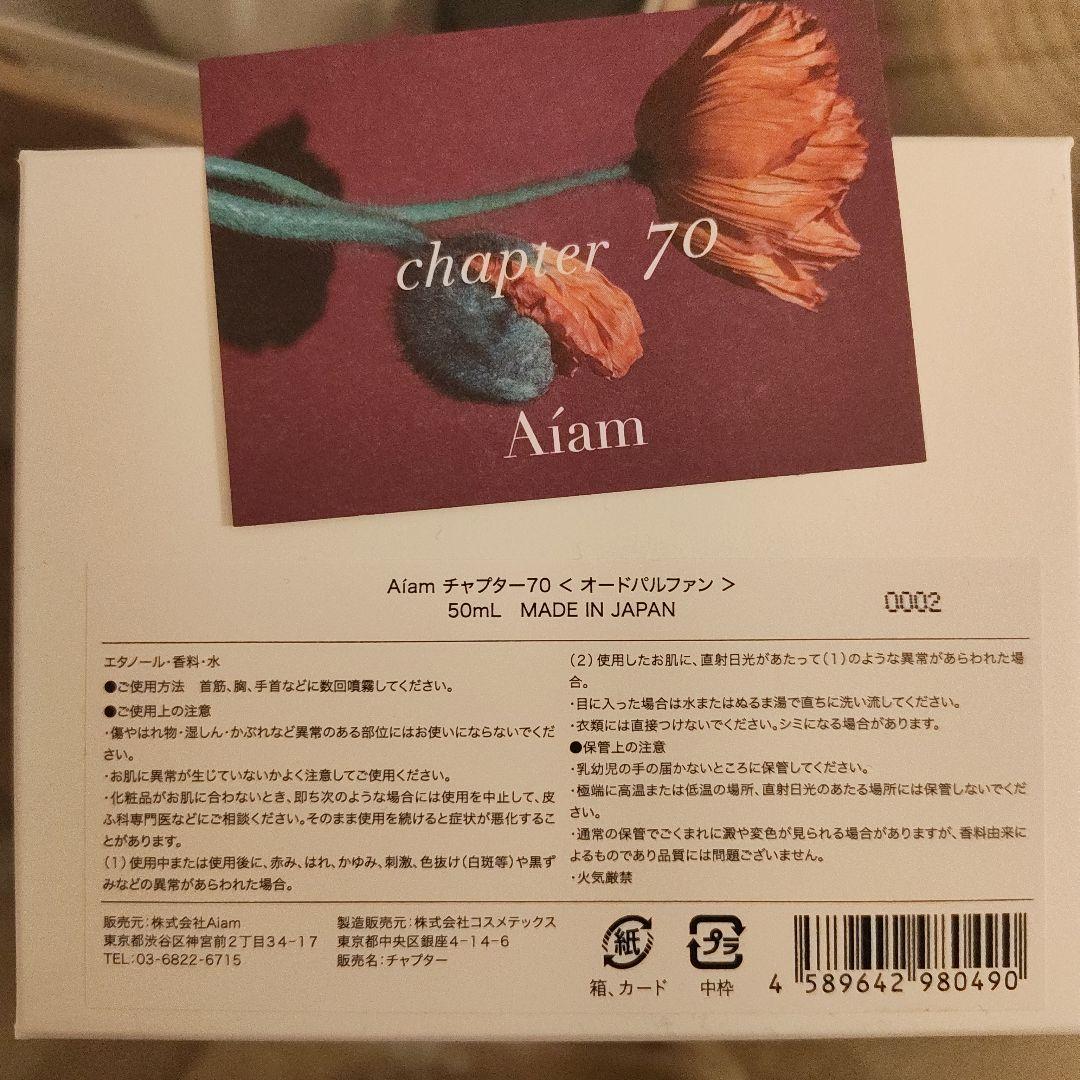 chapter 70
Aíam
Aíam チャプター70 < オードパルファン >
50mL MADE IN JAPAN
0002
エタノール・香料・水
●ご使用方法　首筋、胸、手首などに数回噴霧してください。
●ご使用上の注意
・傷やはれ物・湿しん・かぶれなど異常のある部位にはお使いにならないでくだ
さい。
・お肌に異常が生じていないかよく注意してご使用ください。
・化粧品がお肌に合わないとき、即ち次のような場合には使用を中止して、皮
ふ科専門医などにご相談ください。そのまま使用を続けると症状が悪化するこ
とがあります。
(1)使用中または使用後に、赤み、はれ、かゆみ、刺激、色抜け(白斑等)や黒ず
みなどの異常があらわれた場合。
(2)使用したお肌に、直射日光があたって(1)のような異常があらわれた場
合。
・目に入った場合は水またはぬるま湯で直ちに洗い流してください。
・衣類には直接つけないでください。シミになる場合があります。
●保管上の注意
・乳幼児の手の届かないところに保管してください。
・極端に高温または低温の場所、直射日光のあたる場所には保管しないでくだ
さい。
・通常の保管でごくまれに澱や変色が見られる場合がありますが、香料由来に
よるものであり品質には問題ございません。
・火気厳禁
販売元:株式会社Aiam
東京都渋谷区神宮前2丁目34-17
TEL:03-6822-6715
製造販売元:株式会社コスメテックス
東京都中央区銀座4-14-6
販売名:チャプター
紙
箱、カード
プラ
中枠
4 589642 980490